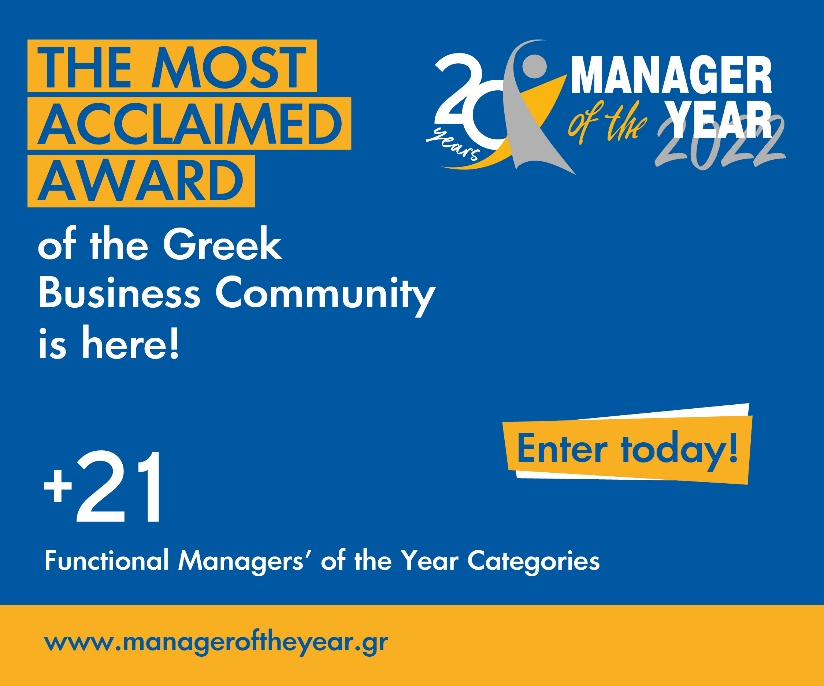 THE MOST
ACCLAIMED
AWARD
of the Greek
Business Community
is here!
20
years
MANAGER
of the YEAR
2022
Enter today!
+21
Functional Managers’ of the Year Categories
www.manageroftheyear.gr